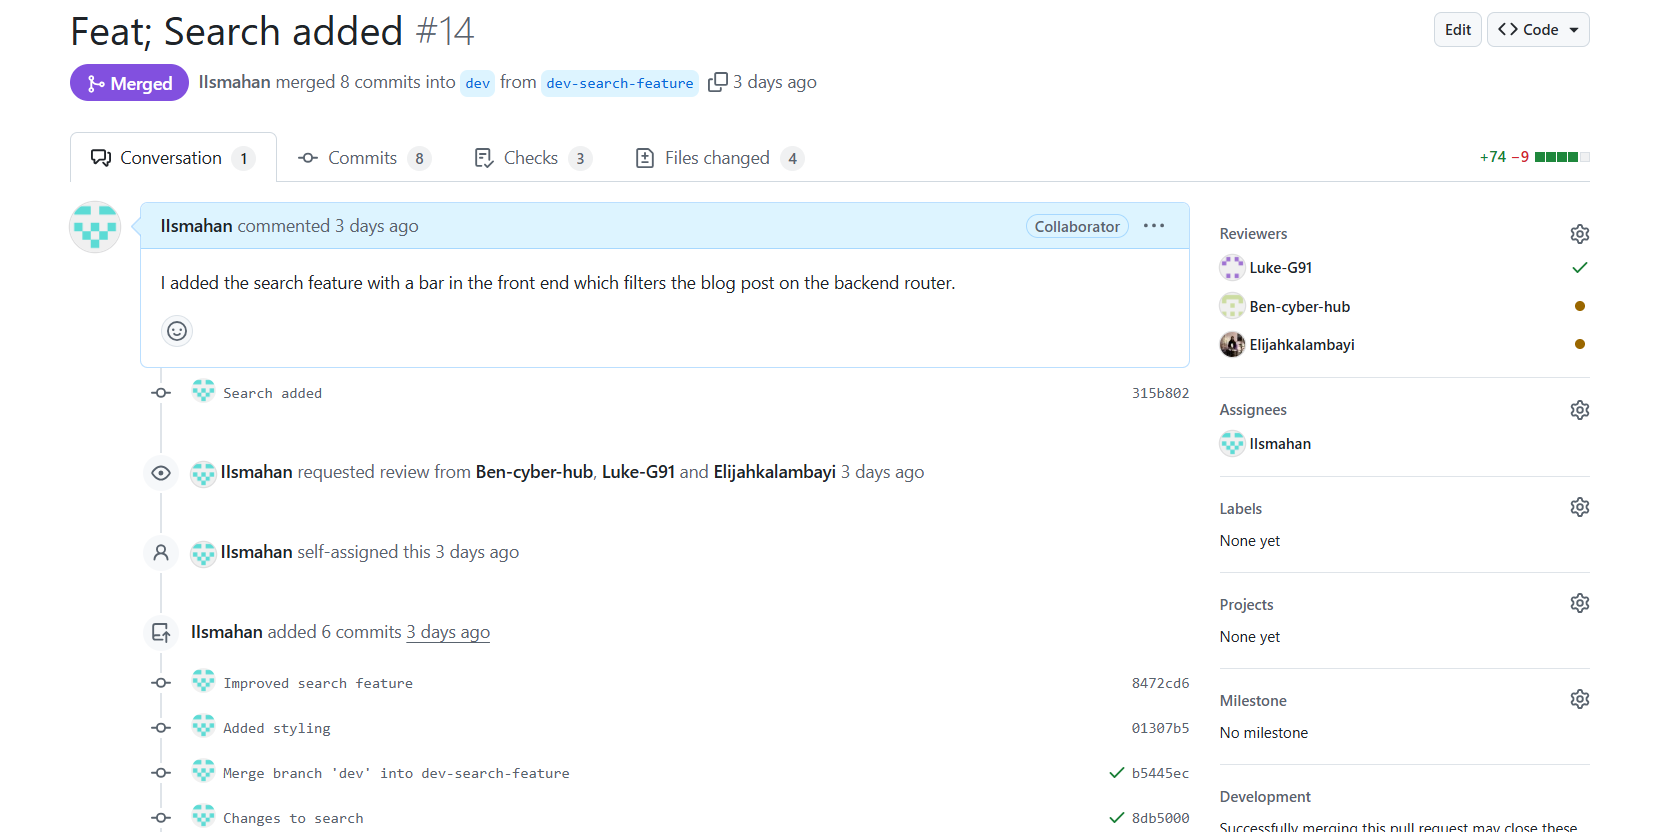 Feat; Search added #14
Edit
Code
Merged
IIsmahan merged 8 commits into dev from dev-search-feature 3 days ago
Conversation 1
Commits 8
Checks 3
Files changed 4
+74 −9
IIsmahan commented 3 days ago
Collaborator
I added the search feature with a bar in the front end which filters the blog post on the backend router.
Search added
315b802
IIsmahan requested review from Ben-cyber-hub, Luke-G91 and Elijahkalambayi 3 days ago
IIsmahan self-assigned this 3 days ago
IIsmahan added 6 commits 3 days ago
Improved search feature
8472cd6
Added styling
01307b5
Merge branch 'dev' into dev-search-feature
b5445ec
Changes to search
8db5000
Reviewers
Luke-G91
Ben-cyber-hub
Elijahkalambayi
Assignees
IIsmahan
Labels
None yet
Projects
None yet
Milestone
No milestone
Development
Successfully merging this pull request may close these